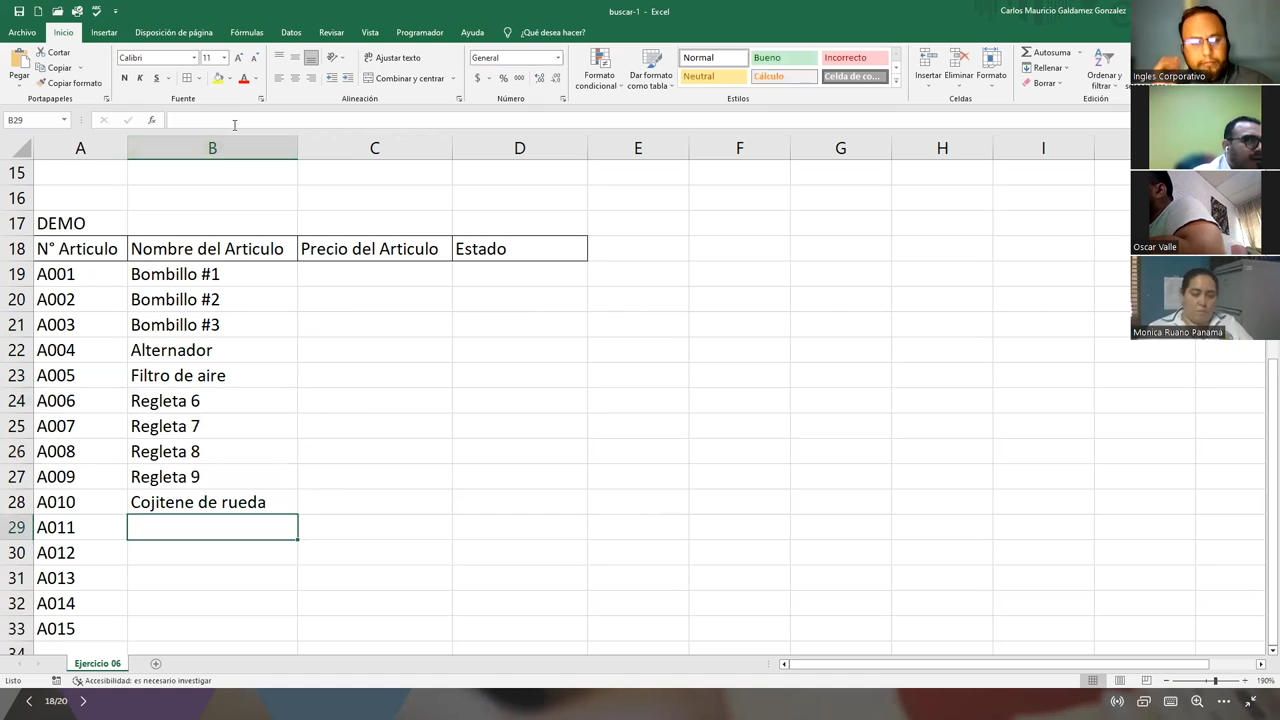 buscar-1 - Excel
Carlos Mauricio Galdamez Gonzalez
Archivo Inicio Insertar Disposición de página Fórmulas Datos Revisar Vista Programador Ayuda ¿Qué desea hacer?
Pegar
Cortar
Copiar
Copiar formato
Portapapeles
Calibri 11
N K S
Fuente
Ajustar texto
Combinar y centrar
Alineación
General
$ % 000
Número
Formato condicional
Dar formato como tabla
Normal Bueno Incorrecto
Neutral Cálculo Celda de co...
Estilos
Insertar Eliminar Formato
Celdas
Autosuma
Rellenar
Borrar
Ordenar y filtrar
Edición
Ingles Corporativo
Oscar Valle
Monica Ruano Panamá
B29
fx
A B C D E F G H I
15
16
17 DEMO
18 N° Articulo Nombre del Articulo Precio del Articulo Estado
19 A001 Bombillo #1
20 A002 Bombillo #2
21 A003 Bombillo #3
22 A004 Alternador
23 A005 Filtro de aire
24 A006 Regleta 6
25 A007 Regleta 7
26 A008 Regleta 8
27 A009 Regleta 9
28 A010 Cojitene de rueda
29 A011
30 A012
31 A013
32 A014
33 A015
34
Ejercicio 06
Listo
Accesibilidad: es necesario investigar
190%
18/20